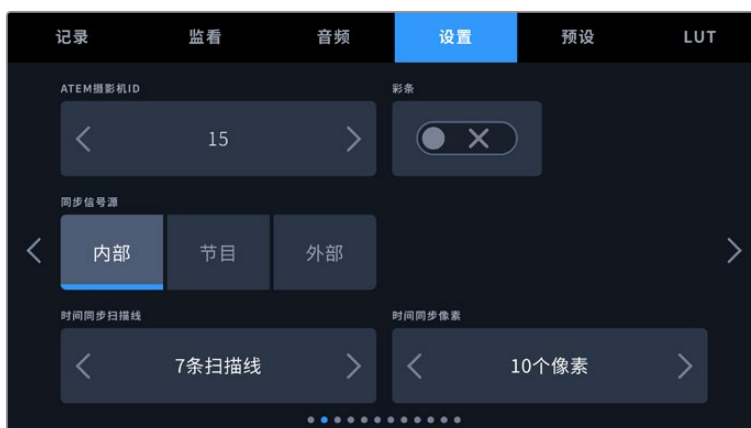 记录 监看 音频 设置 预设 LUT
ATEM摄影机ID 彩条
15
同步信号源
内部 节目 外部
时间同步扫描线 时间同步像素
7条扫描线 10个像素